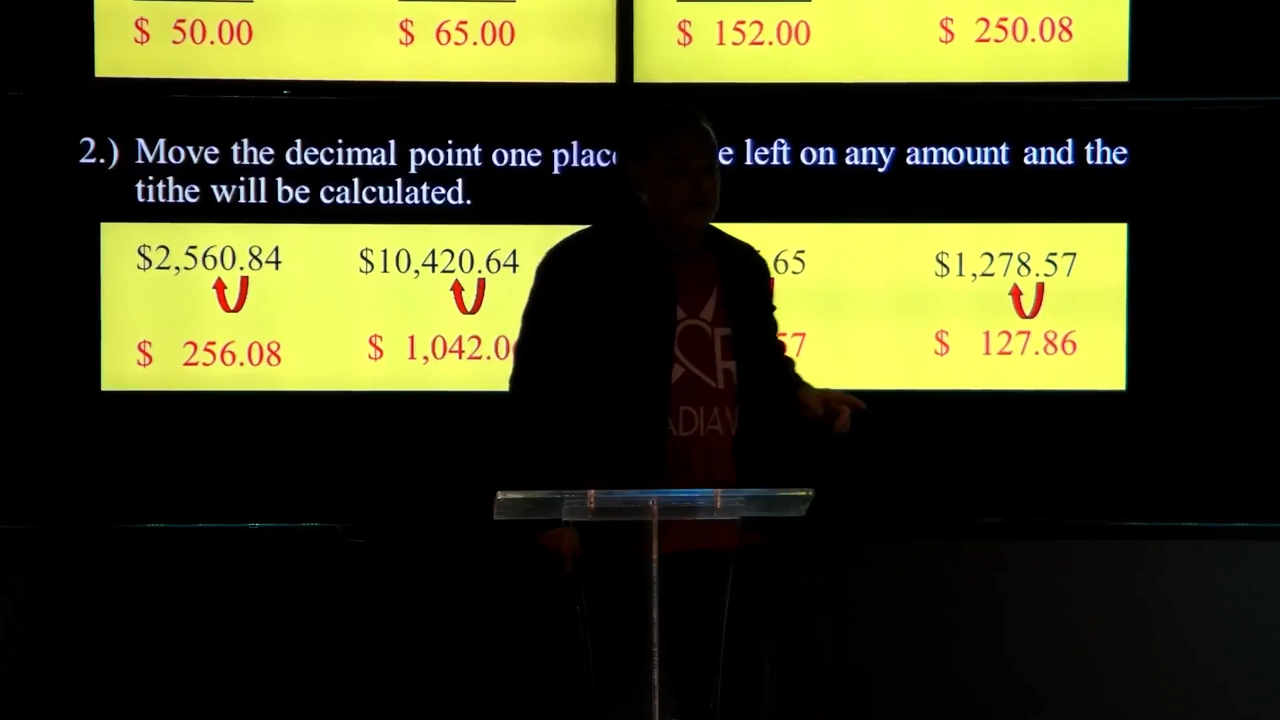 $ 50.00 $ 65.00 $ 152.00 $ 250.08
2.) Move the decimal point one left on any amount and the
tithe will be calculated.
$2,560.84 $10,420.64 $1,278.57
$ 256.08 $ 1,042.0 $ 127.86